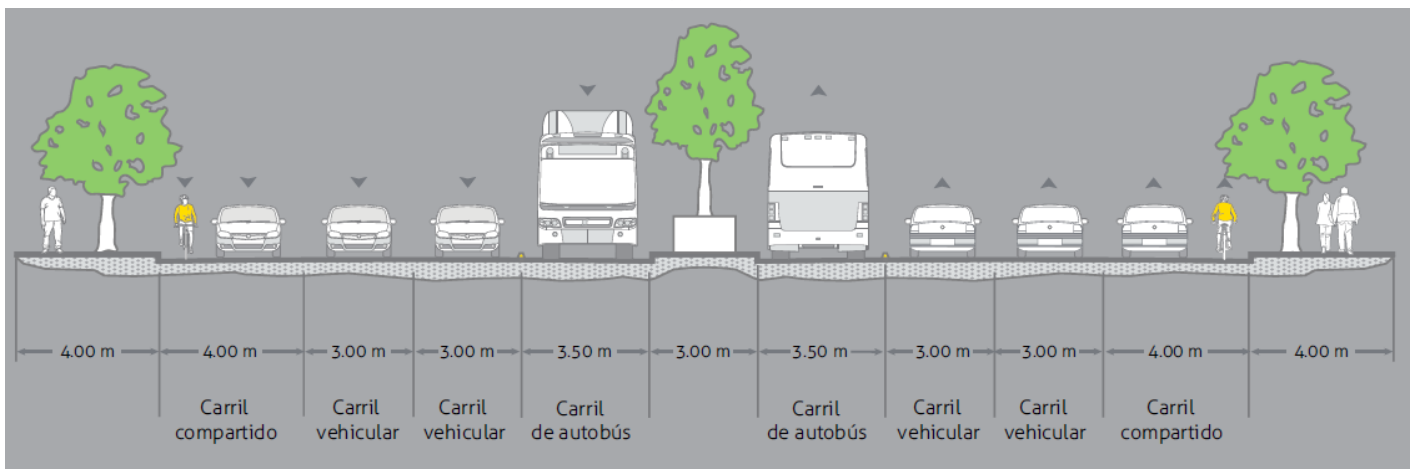 4.00 m 4.00 m 3.00 m 3.00 m 3.50 m 3.00 m 3.50 m 3.00 m 3.00 m 4.00 m 4.00 m
Carril Carril Carril Carril Carril Carril Carril Carril
compartido vehicular vehicular de autobús de autobús vehicular vehicular compartido